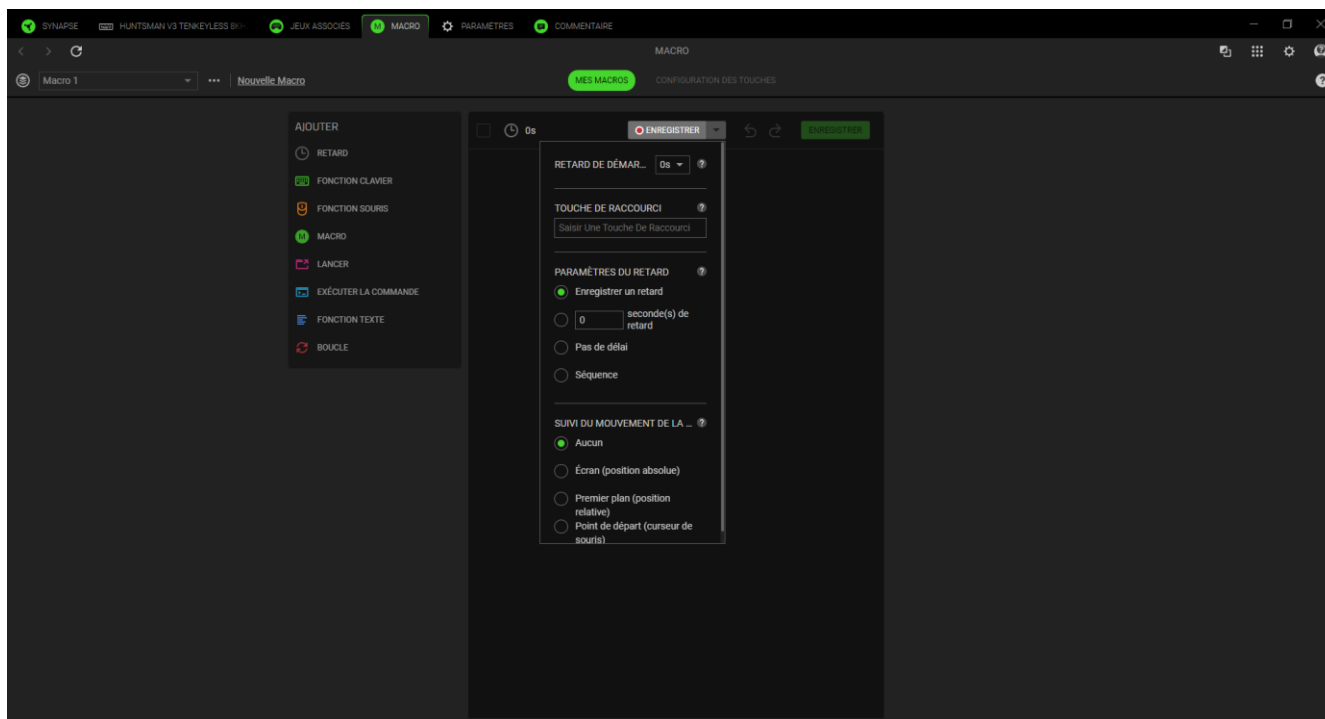 SYNAPSE
HUNTSMAN V3 TENKEYLESS
JEUX ASSOCIÉS
MACRO
PARAMÈTRES
COMMENTAIRE
MACRO
Macro 1
Nouvelle Macro
MES MACROS
CONFIGURATION DES TOUCHES
AJOUTER
RETARD
FONCTION CLAVIER
FONCTION SOURIS
MACRO
LANCER
EXÉCUTER LA COMMANDE
FONCTION TEXTE
BOUCLE
0s
ENREGISTRER
ENREGISTRER
RETARD DE DÉMAR...
0s
TOUCHE DE RACCOURCI
Saisir Une Touche De Raccourci
PARAMÈTRES DU RETARD
Enregistrer un retard
0
seconde(s) de
retard
Pas de délai
Séquence
SUIVI DU MOUVEMENT DE LA ...
Aucun
Écran (position absolue)
Premier plan (position
relative)
Point de départ (curseur de
souris)